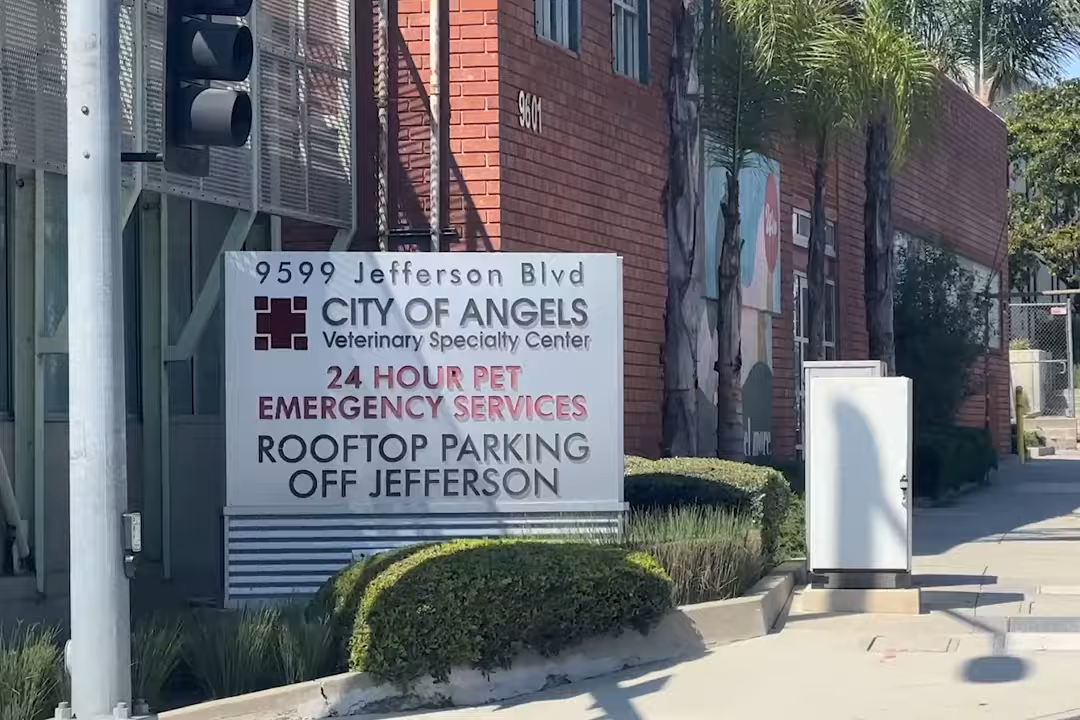 9601
9599 Jefferson Blvd
CITY OF ANGELS
Veterinary Specialty Center
24 HOUR PET
EMERGENCY SERVICES
ROOFTOP PARKING
OFF JEFFERSON
more